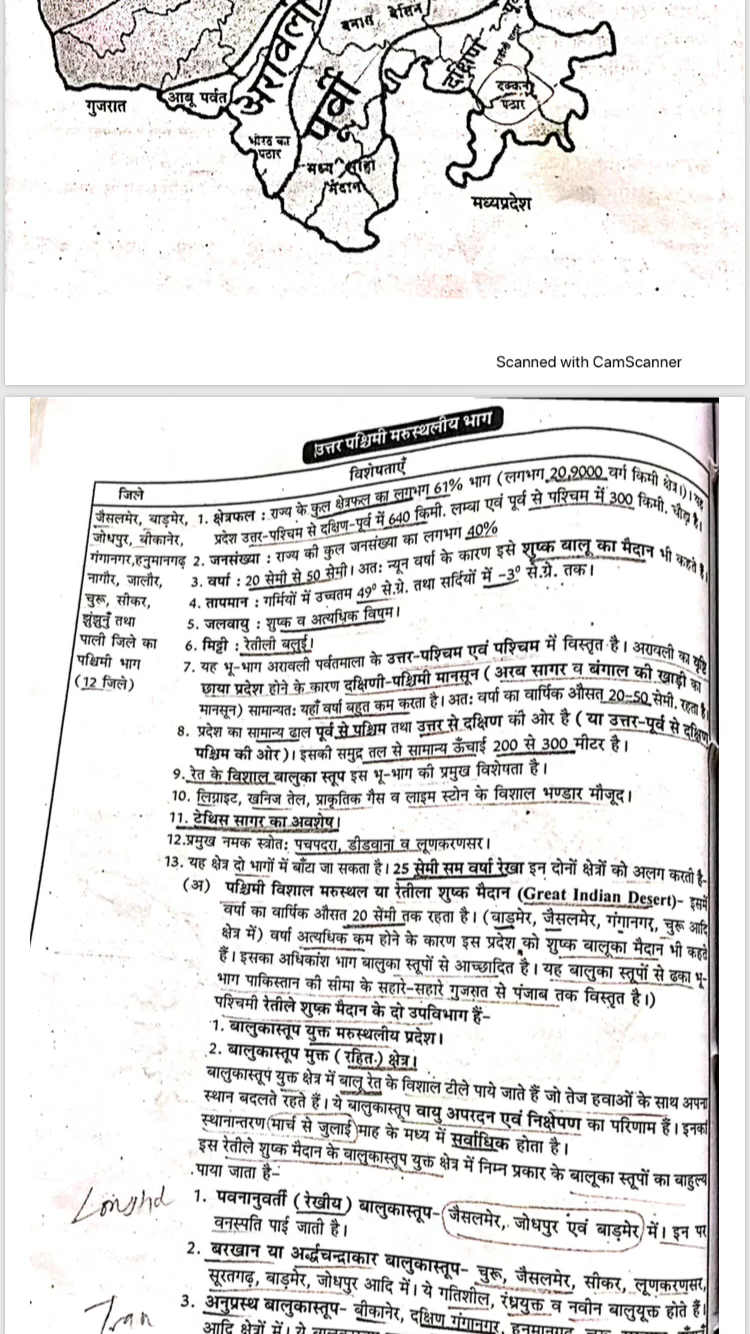 बनास बेसिन
अरावली
पूर्वी
दक्षिण
दक्कन
पठार
गुजरात
आबू पर्वत
भोरठ का
पठार
मध्य माही
मैदान
मध्यप्रदेश
Scanned with CamScanner
उत्तर पश्चिमी मरुस्थलीय भाग
जिले
विशेषताएँ
जैसलमेर, बाड़मेर,
जोधपुर, बीकानेर,
गंगानगर,हनुमानगढ़
नागौर, जालौर,
चुरू, सीकर,
झुंझुनूँ तथा
पाली जिले का
पश्चिमी भाग
(12 जिले)
1. क्षेत्रफल : राज्य के कुल क्षेत्रफल का लगभग 61% भाग (लगभग 20,9000 वर्ग किमी क्षेत्र।)। यह
प्रदेश उत्तर-पश्चिम से दक्षिण-पूर्व में 640 किमी. लम्बा एवं पूर्व से पश्चिम में 300 किमी. चौड़ा है।
2. जनसंख्या : राज्य की कुल जनसंख्या का लगभग 40%
3. वर्षा : 20 सेमी से 50 सेमी। अतः न्यून वर्षा के कारण इसे शुष्क बालू का मैदान भी कहते हैं।
4. तापमान : गर्मियों में उच्चतम 49° से.ग्रे. तथा सर्दियों में -3° से.ग्रे. तक।
5. जलवायु : शुष्क व अत्यधिक विषम।
6. मिट्टी : रेतीली बलुई।
7. यह भू-भाग अरावली पर्वतमाला के उत्तर-पश्चिम एवं पश्चिम में विस्तृत है। अरावली का वृष्टि
छाया प्रदेश होने के कारण दक्षिणी-पश्चिमी मानसून ( अरब सागर व बंगाल की खाड़ी का
मानसून) सामान्यतः यहाँ वर्षा बहुत कम करता है। अतः वर्षा का वार्षिक औसत 20-50 सेमी. रहता है।
8. प्रदेश का सामान्य ढाल पूर्व से पश्चिम तथा उत्तर से दक्षिण की ओर है ( या उत्तर-पूर्व से दक्षिण
पश्चिम की ओर)। इसकी समुद्र तल से सामान्य ऊँचाई 200 से 300 मीटर है।
9. रेत के विशाल बालुका स्तूप इस भू-भाग की प्रमुख विशेषता है।
10. लिग्नाइट, खनिज तेल, प्राकृतिक गैस व लाइम स्टोन के विशाल भण्डार मौजूद।
11. टेथिस सागर का अवशेष।
12.प्रमुख नमक स्त्रोत: पचपदरा, डीडवाना व लूणकरणसर।
13. यह क्षेत्र दो भागों में बाँटा जा सकता है। 25 सेमी सम वर्षा रेखा इन दोनों क्षेत्रों को अलग करती है-
(अ) पश्चिमी विशाल मरुस्थल या रेतीला शुष्क मैदान (Great Indian Desert)- इसमें
वर्षा का वार्षिक औसत 20 सेमी तक रहता है। (बाड़मेर, जैसलमेर, गंगानगर, चुरू आदि
क्षेत्र में) वर्षा अत्यधिक कम होने के कारण इस प्रदेश को शुष्क बालूका मैदान भी कहते
हैं। इसका अधिकांश भाग बालुका स्तूपों से आच्छादित है। यह बालुका स्तूपों से ढका भू-
भाग पाकिस्तान की सीमा के सहारे-सहारे गुजरात से पंजाब तक विस्तृत है।)
पश्चिमी रेतीले शुष्क मैदान के दो उपविभाग हैं-
1. बालुकास्तूप युक्त मरुस्थलीय प्रदेश।
2. बालुकास्तूप मुक्त ( रहित ) क्षेत्र।
बालुकास्तूप युक्त क्षेत्र में बालू रेत के विशाल टीले पाये जाते हैं जो तेज हवाओं के साथ अपना
स्थान बदलते रहते हैं। ये बालुकास्तूप वायु अपरदन एवं निक्षेपण का परिणाम हैं। इनका
स्थानान्तरण मार्च से जुलाई माह के मध्य में सर्वाधिक होता है।
इस रेतीले शुष्क मैदान के बालुकास्तूप युक्त क्षेत्र में निम्न प्रकार के बालूका स्तूपों का बाहुल्य
पाया जाता है-
1. पवनानुवर्ती (रेखीय) बालुकास्तूप- जैसलमेर, जोधपुर एवं बाड़मेर में। इन पर
वनस्पति पाई जाती है।
2. बरखान या अर्द्धचन्द्राकार बालुकास्तूप- चुरू, जैसलमेर, सीकर, लूणकरणसर,
सूरतगढ़, बाड़मेर, जोधपुर आदि में। ये गतिशील, रंध्रयुक्त व नवीन बालुयुक्त होते हैं।
3. अनुप्रस्थ बालुकास्तूप- बीकानेर, दक्षिण गंगानगर, हनुमानगढ़, चुरू,
आदि क्षेत्रों में। ये